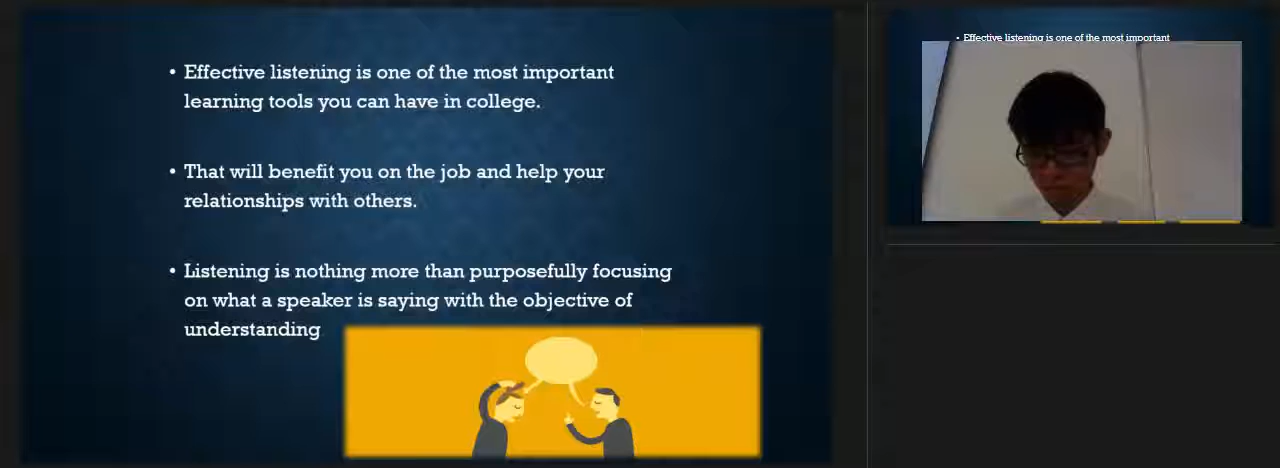 • Effective listening is one of the most important
learning tools you can have in college.
• That will benefit you on the job and help your
relationships with others.
• Listening is nothing more than purposefully focusing
on what a speaker is saying with the objective of
understanding
• Effective listening is one of the most important